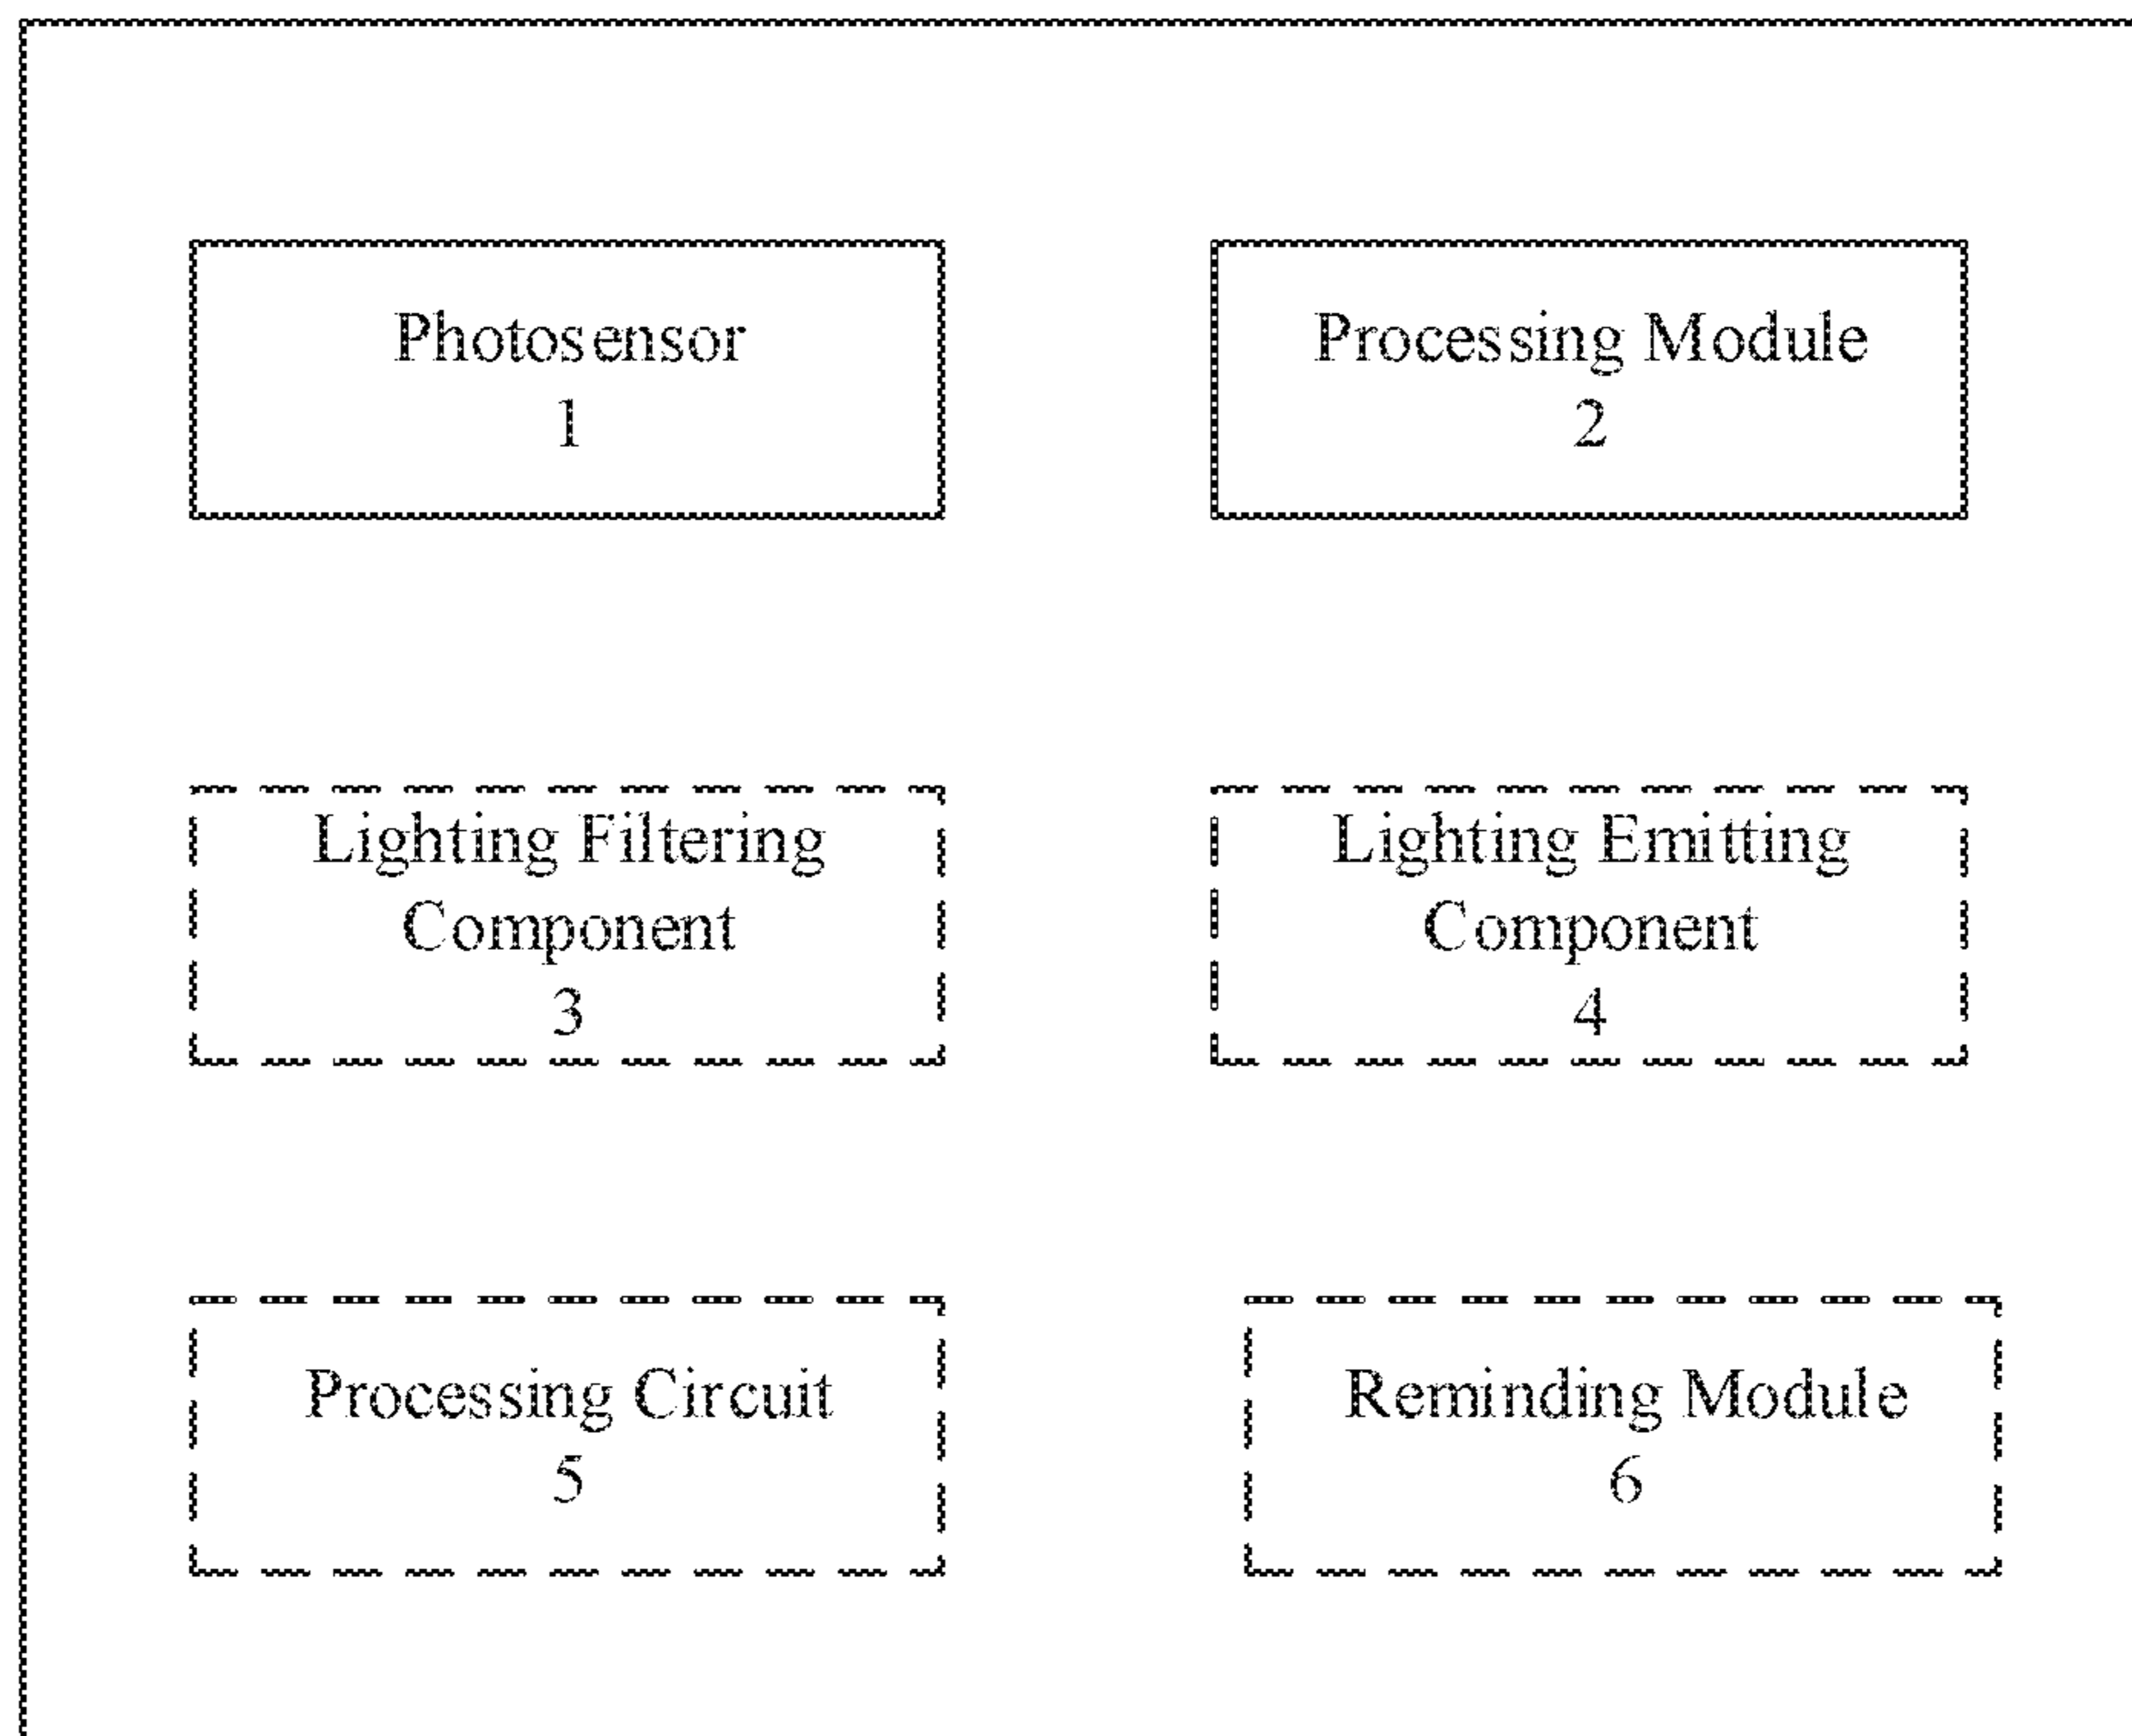 Photosensor
1
Processing Module
2
Lighting Filtering
Component
3
Lighting Emitting
Component
4
Processing Circuit
5
Reminding Module
6